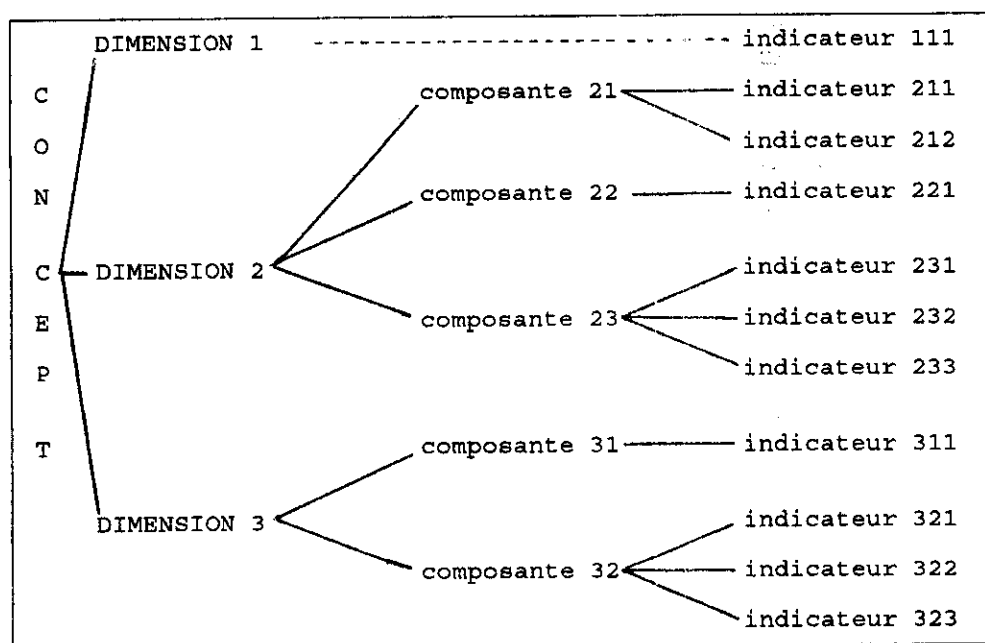 DIMENSION 1 indicateur 111
C composante 21 indicateur 211
O indicateur 212
N composante 22 indicateur 221
C DIMENSION 2 indicateur 231
E composante 23 indicateur 232
P indicateur 233
T composante 31 indicateur 311
DIMENSION 3 indicateur 321
composante 32 indicateur 322
indicateur 323